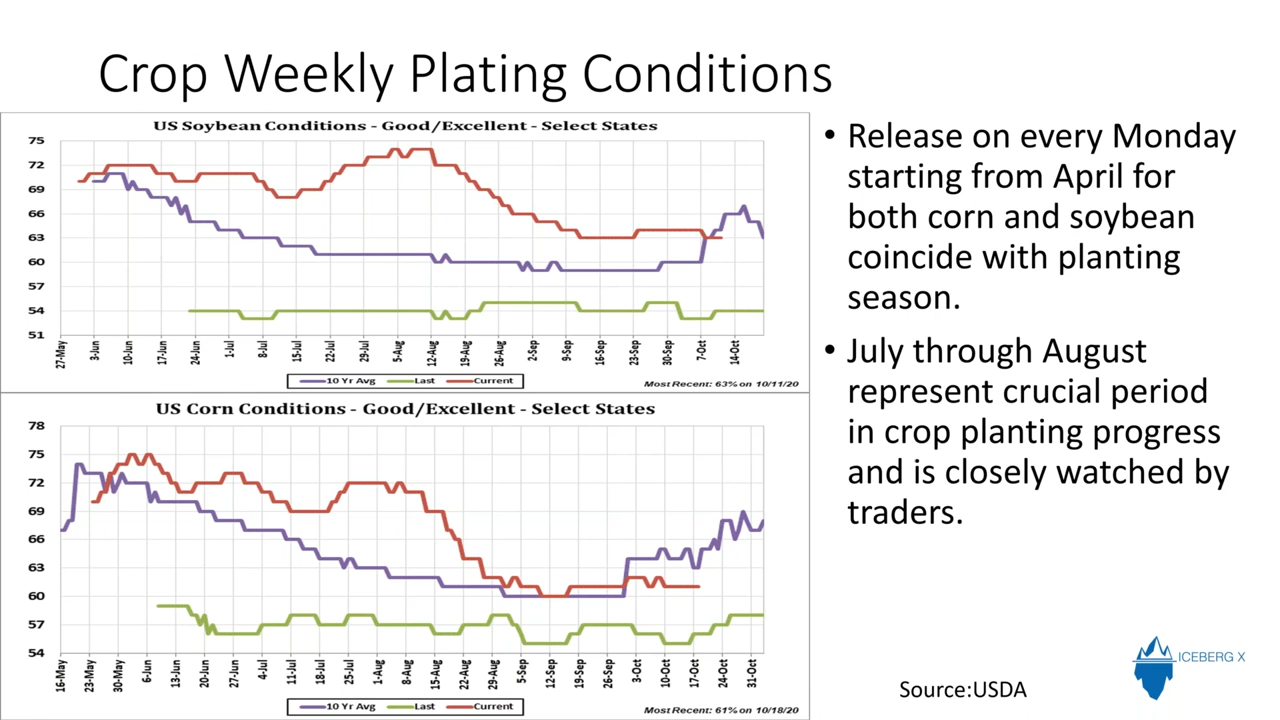 Crop Weekly Plating Conditions
US Soybean Conditions - Good/Excellent - Select States
75
72
69
66
63
60
57
54
51
27-May
3-Jun
10-Jun
17-Jun
24-Jun
1-Jul
8-Jul
15-Jul
22-Jul
29-Jul
5-Aug
12-Aug
19-Aug
26-Aug
2-Sep
9-Sep
16-Sep
23-Sep
30-Sep
7-Oct
14-Oct
10 Yr Avg Last Current
Most Recent: 63% on 10/11/20
US Corn Conditions - Good/Excellent - Select States
78
75
72
69
66
63
60
57
54
16-May
23-May
30-May
6-Jun
13-Jun
20-Jun
27-Jun
4-Jul
11-Jul
18-Jul
25-Jul
1-Aug
8-Aug
15-Aug
22-Aug
29-Aug
5-Sep
12-Sep
19-Sep
26-Sep
3-Oct
10-Oct
17-Oct
24-Oct
31-Oct
10 Yr Avg Last Current
Most Recent: 61% on 10/18/20
• Release on every Monday
starting from April for
both corn and soybean
coincide with planting
season.
• July through August
represent crucial period
in crop planting progress
and is closely watched by
traders.
Source:USDA
ICEBERG X